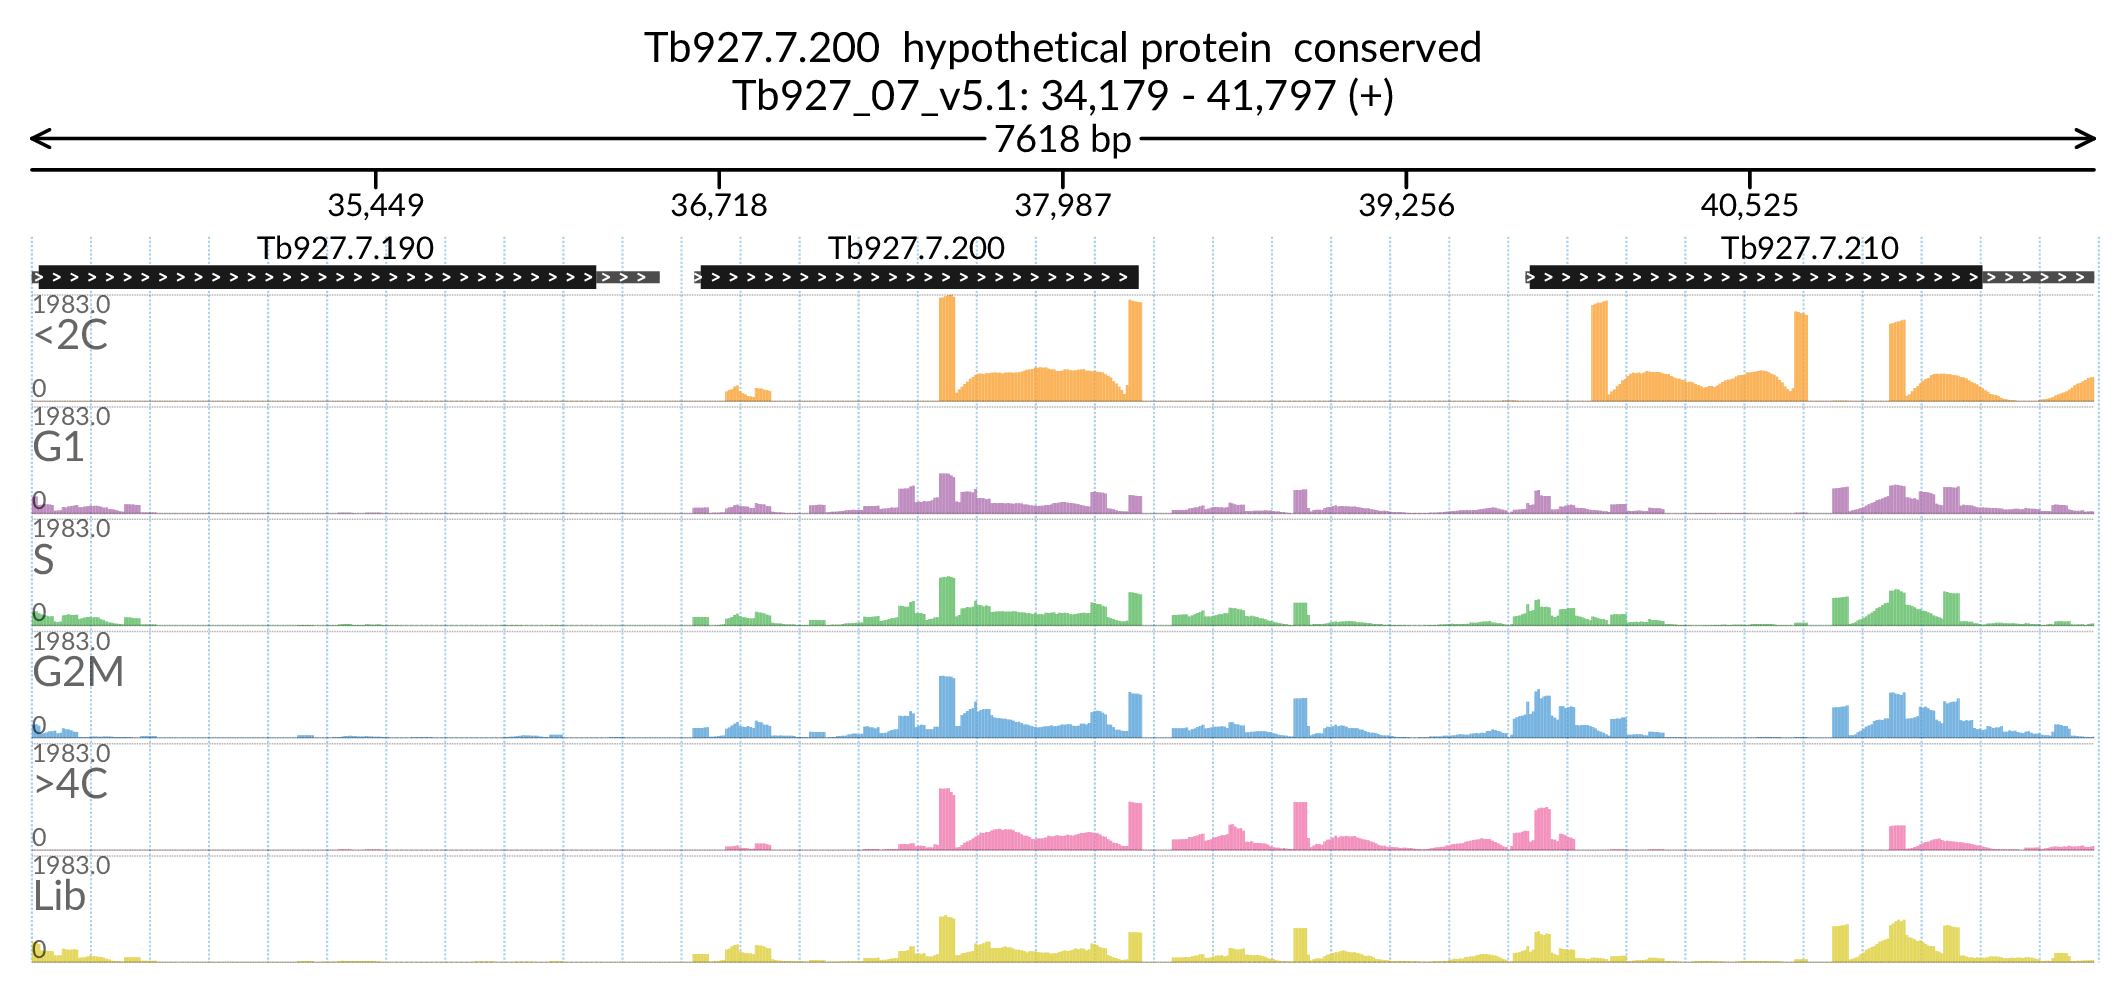 Tb927.7.200 hypothetical protein conserved
Tb927_07_v5.1: 34,179 - 41,797 (+)
7618 bp
35,449 36,718 37,987 39,256 40,525
Tb927.7.190 Tb927.7.200 Tb927.7.210
1983.0
<2C
0
1983.0
G1
0
1983.0
S
0
1983.0
G2M
0
1983.0
>4C
0
1983.0
Lib
0